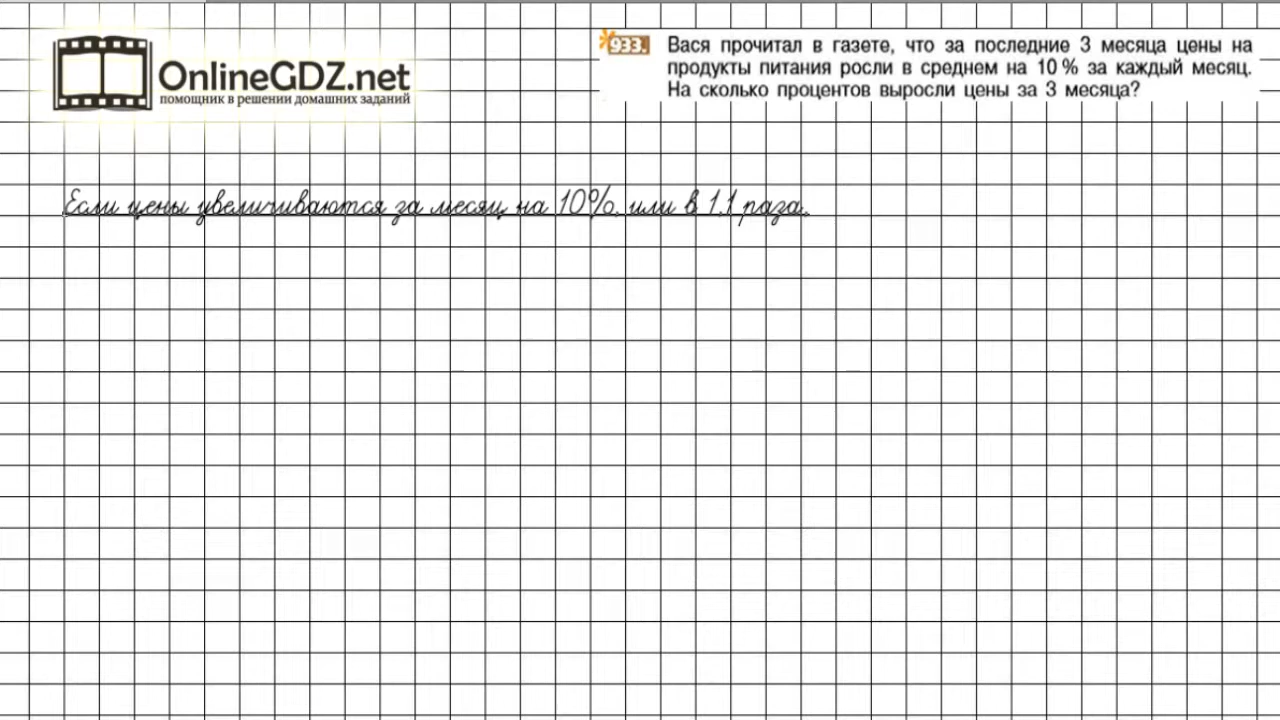 OnlineGDZ.net
помощник в решении домашних заданий
933. Вася прочитал в газете, что за последние 3 месяца цены на
продукты питания росли в среднем на 10 % за каждый месяц.
На сколько процентов выросли цены за 3 месяца?
Если цены увеличиваются за месяц на 10%, или в 1,1 раза,